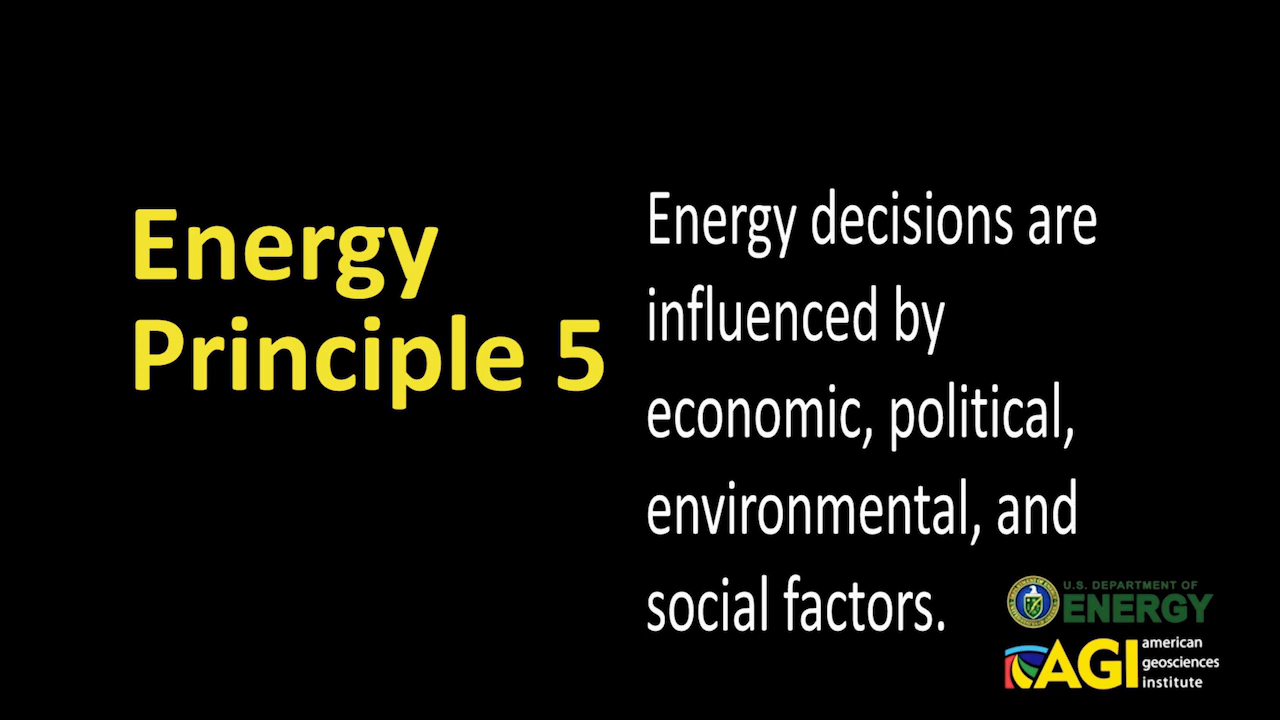 Energy
Principle 5
Energy decisions are
influenced by
economic, political,
environmental, and
social factors.
U.S. DEPARTMENT OF
ENERGY
AGI
american
geosciences
institute